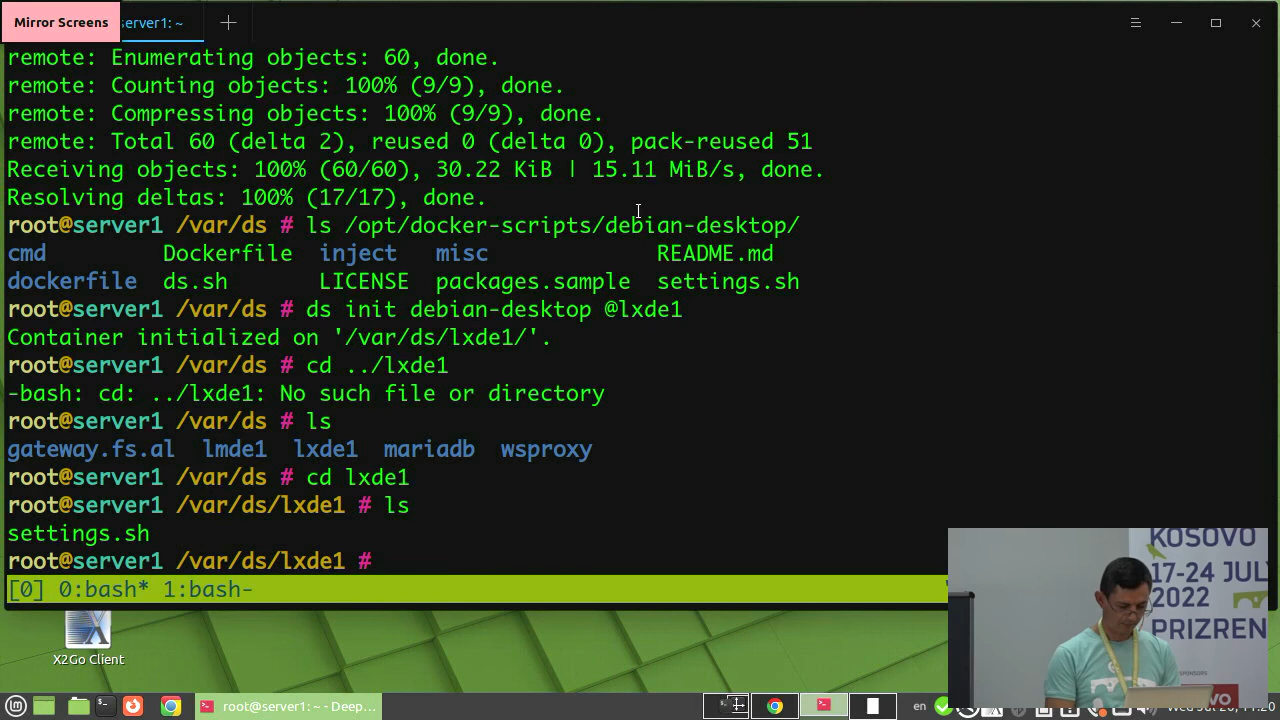 Mirror Screens
server1: ~
remote: Enumerating objects: 60, done.
remote: Counting objects: 100% (9/9), done.
remote: Compressing objects: 100% (9/9), done.
remote: Total 60 (delta 2), reused 0 (delta 0), pack-reused 51
Receiving objects: 100% (60/60), 30.22 KiB | 15.11 MiB/s, done.
Resolving deltas: 100% (17/17), done.
root@server1 /var/ds # ls /opt/docker-scripts/debian-desktop/
cmd Dockerfile inject misc README.md
dockerfile ds.sh LICENSE packages.sample settings.sh
root@server1 /var/ds # ds init debian-desktop @lxde1
Container initialized on '/var/ds/lxde1/'.
root@server1 /var/ds # cd ../lxde1
-bash: cd: ../lxde1: No such file or directory
root@server1 /var/ds # ls
gateway.fs.al lmde1 lxde1 mariadb wsproxy
root@server1 /var/ds # cd lxde1
root@server1 /var/ds/lxde1 # ls
settings.sh
root@server1 /var/ds/lxde1 #
[0] 0:bash* 1:bash-
KOSOVO
17-24 JULY
2022
PRIZREN
SPONSORS
X2Go Client
root@server1: ~ - Deep...
en